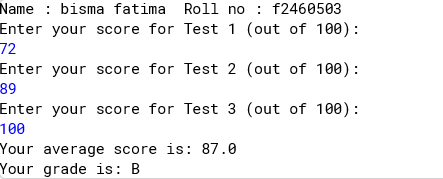 Name : bisma fatima  Roll no : f2460503
Enter your score for Test 1 (out of 100):
72
Enter your score for Test 2 (out of 100):
89
Enter your score for Test 3 (out of 100):
100
Your average score is: 87.0
Your grade is: B